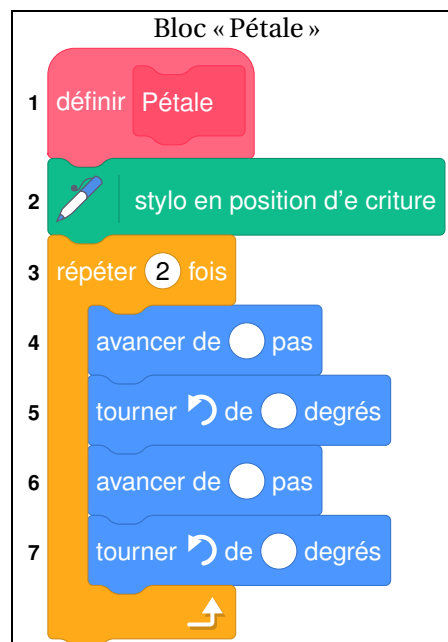 Bloc « Pétale »
1 définir Pétale
2 stylo en position d'e criture
3 répéter 2 fois
4 avancer de pas
5 tourner de degrés
6 avancer de pas
7 tourner de degrés